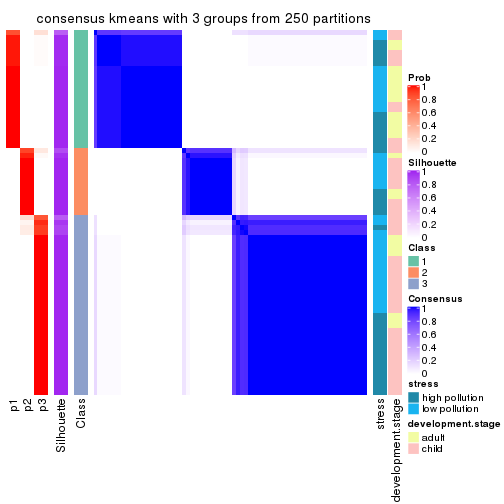 consensus kmeans with 3 groups from 250 partitions
Prob
1
0.8
0.6
0.4
0.2
0
Silhouette
1
0.8
0.6
0.4
0.2
0
Class
1
2
3
Consensus
1
0.8
0.6
0.4
0.2
0
stress
high pollution
low pollution
development.stage
adult
child
p1
p2
p3
Silhouette
Class
stress
development.stage